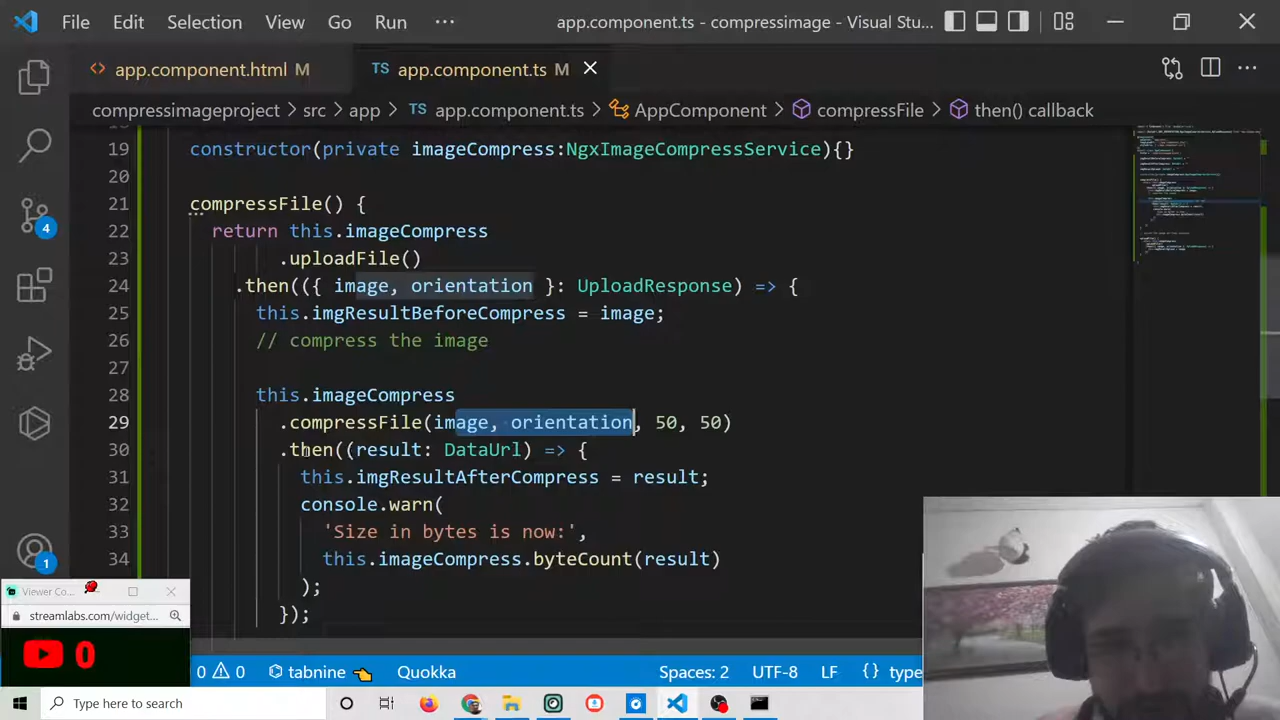 File Edit Selection View Go Run ··· app.component.ts - compressimage - Visual Stu...
app.component.html M TS app.component.ts M
compressimageproject > src > app > TS app.component.ts > AppComponent > compressFile > then() callback
19 constructor(private imageCompress:NgxImageCompressService){}
20
21 compressFile() {
22 return this.imageCompress
23 .uploadFile()
24 .then(({ image, orientation }: UploadResponse) => {
25 this.imgResultBeforeCompress = image;
26 // compress the image
27
28 this.imageCompress
29 .compressFile(image, orientation, 50, 50)
30 .then((result: DataUrl) => {
31 this.imgResultAfterCompress = result;
32 console.warn(
33 'Size in bytes is now:',
34 this.imageCompress.byteCount(result)
);
});
4
1
Viewer Co...
streamlabs.com/widget...
0
0 0 tabnine Quokka Spaces: 2 UTF-8 LF {} type
Type here to search